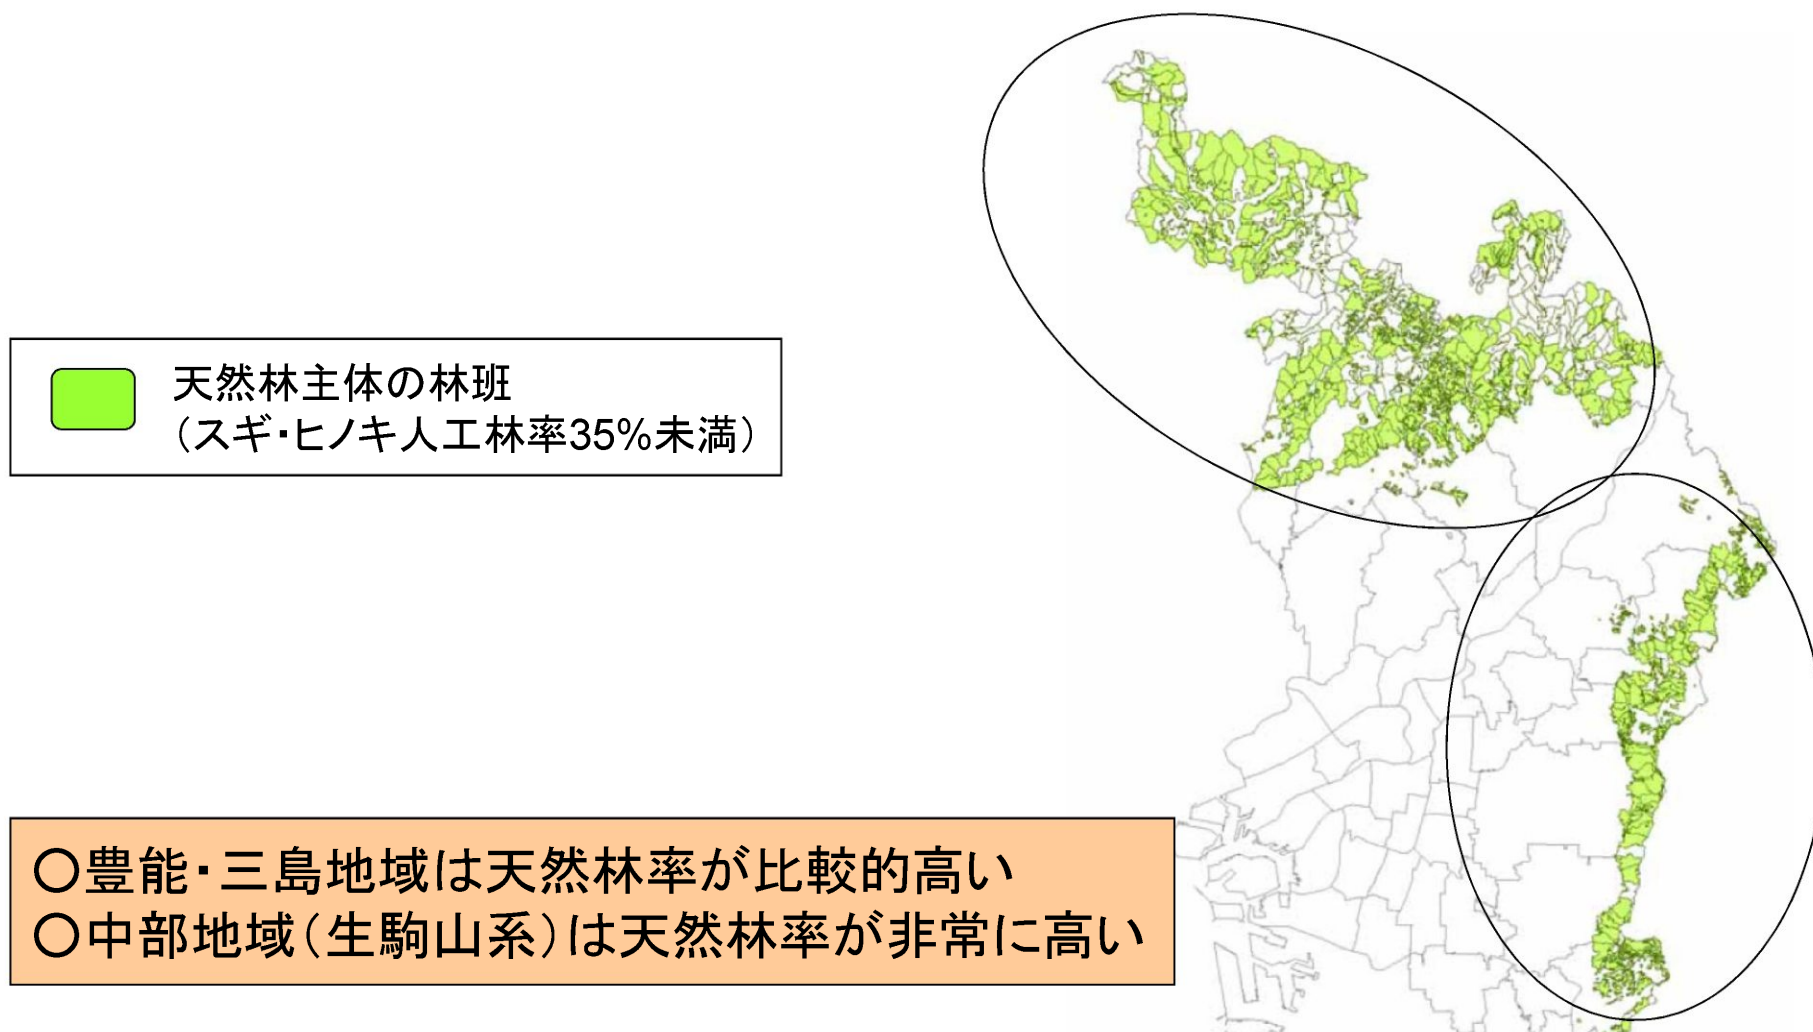 天然林主体の林班
（スギ・ヒノキ人工林率35%未満）
○豊能・三島地域は天然林率が比較的高い
○中部地域（生駒山系）は天然林率が非常に高い